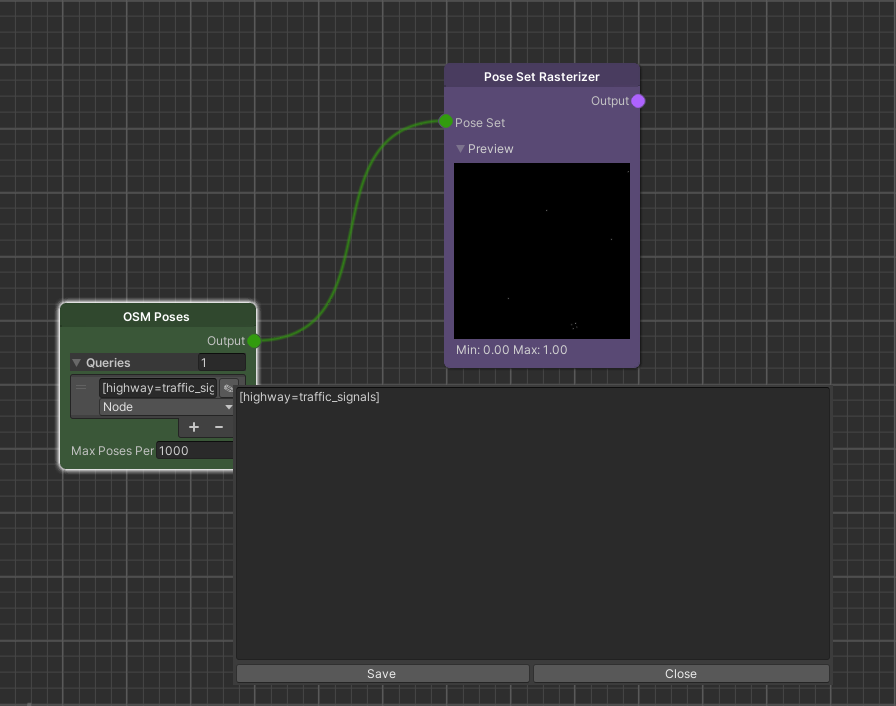 Pose Set Rasterizer
Output
Pose Set
Preview
Min: 0.00 Max: 1.00
OSM Poses
Output
Queries 1
[highway=traffic_sig
Node
+ −
Max Poses Per 1000
[highway=traffic_signals]
Save Close